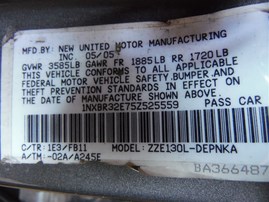 MFD BY: NEW UNITED MOTOR MANUFACTURING
INC 05/05
GVWR 3585LB GAWR FR 1885LB RR 1720LB
THIS VEHICLE CONFORMS TO ALL APPLICABLE
FEDERAL MOTOR VEHICLE SAFETY,BUMPER,AND
THEFT PREVENTION STANDARDS IN EFFECT ON
THE DATE OF MANUFACTURE SHOWN ABOVE.
1NXBR32E75Z525559 PASS CAR
C/TR:1E3/FB11 MODEL: ZZE130L-DEPNKA
A/TM:-02A/A245E
BA366487